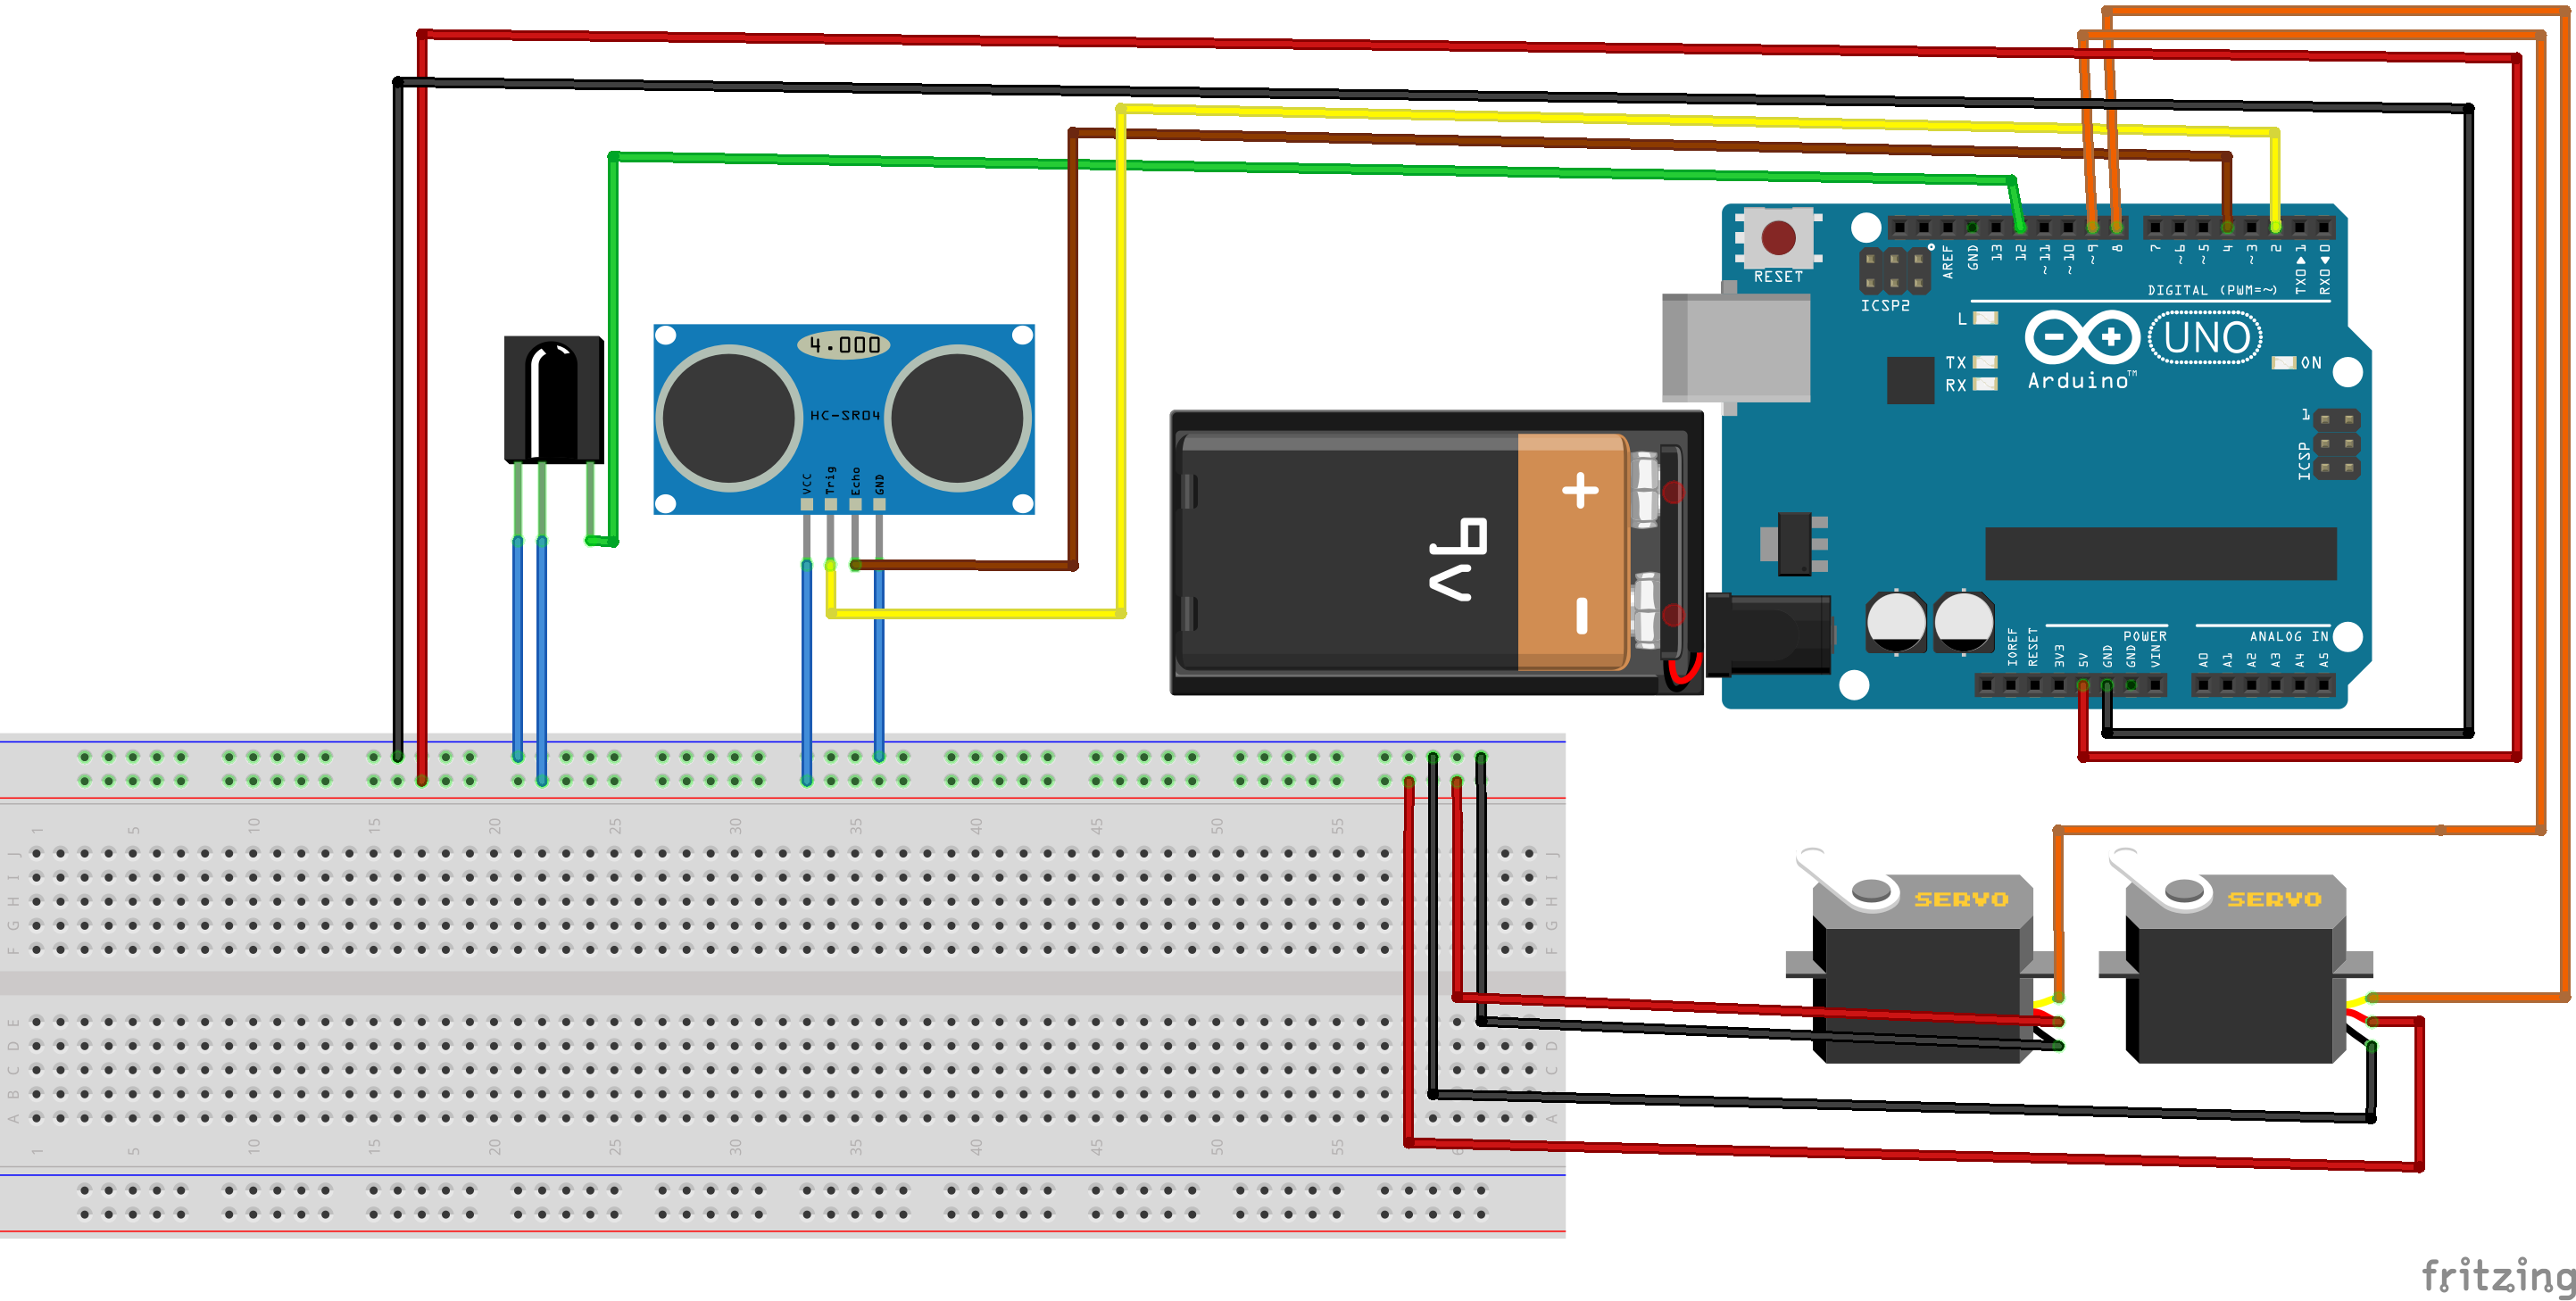 RESET
ICSP2
AREF
GND
13
12
~11
~10
~9
8
7
~6
~5
4
~3
2
TX0▶1
RX0◀0
DIGITAL (PWM=~)
L
TX
RX
Arduino™
UNO
ON
1
ICSP
4.000
HC-SR04
VCC
Trig
Echo
GND
+
-
9V
IOREF
RESET
3V3
5V
GND
GND
VIN
POWER
ANALOG IN
A0
A1
A2
A3
A4
A5
1 5 10 15 20 25 30 35 40 45 50 55
J J
I I
H H
G G
F F
E E
D D
C C
B B
A A
1 5 10 15 20 25 30 35 40 45 50 55
SERVO
SERVO
fritzing